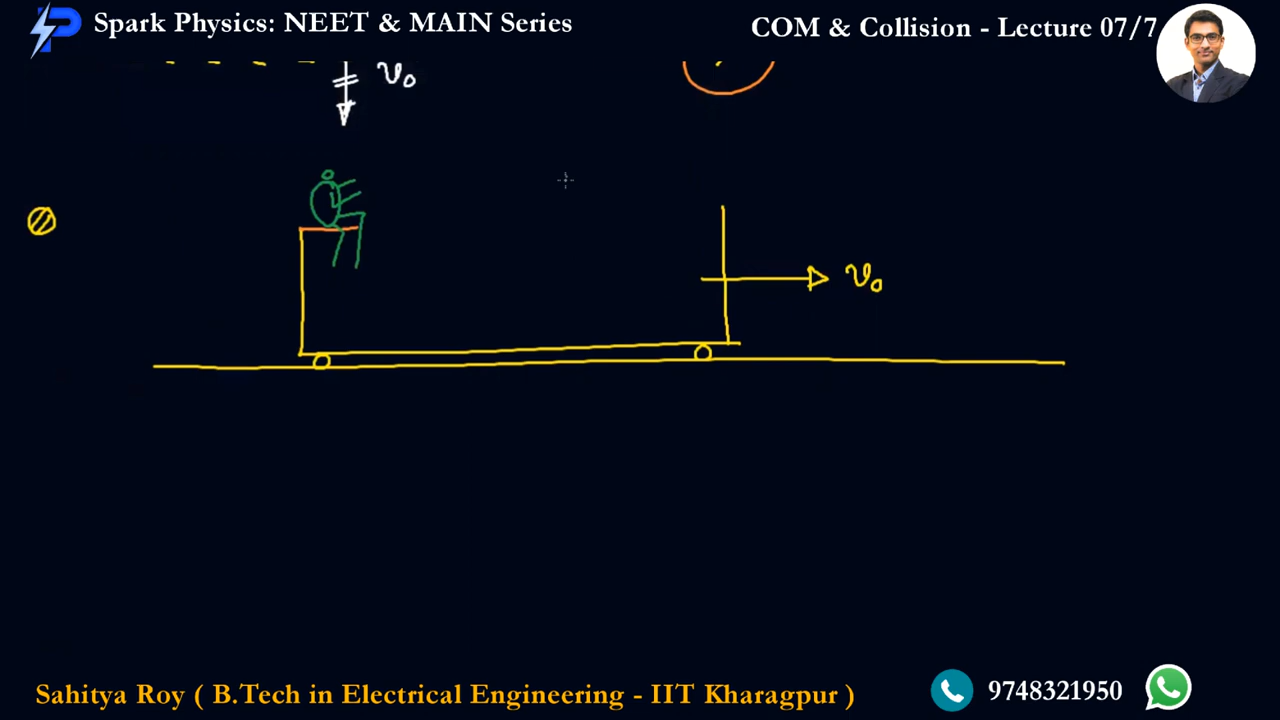 Spark Physics: NEET & MAIN Series
COM & Collision - Lecture 07/7
v₀
v₀
Sahitya Roy ( B.Tech in Electrical Engineering - IIT Kharagpur )
9748321950